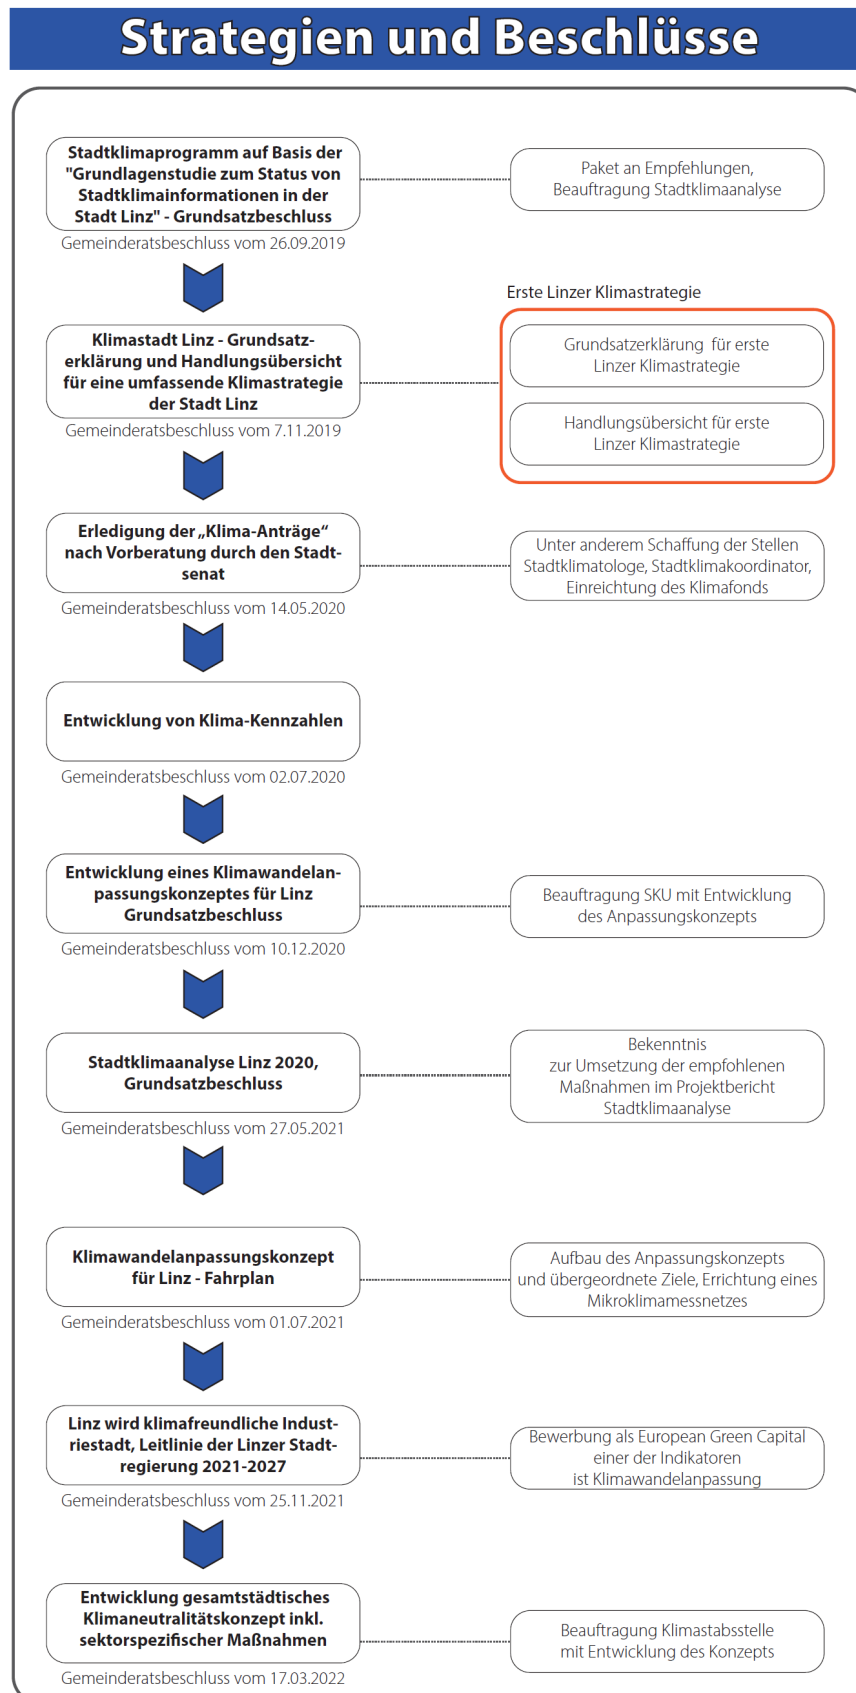 Strategien und Beschlüsse
Stadtklimaprogramm auf Basis der
"Grundlagenstudie zum Status von
Stadtklimainformationen in der
Stadt Linz" - Grundsatzbeschluss
Gemeinderatsbeschluss vom 26.09.2019
Paket an Empfehlungen,
Beauftragung Stadtklimaanalyse
Klimastadt Linz - Grundsatz-
erklärung und Handlungsübersicht
für eine umfassende Klimastrategie
der Stadt Linz
Gemeinderatsbeschluss vom 7.11.2019
Erste Linzer Klimastrategie
Grundsatzerklärung für erste
Linzer Klimastrategie
Handlungsübersicht für erste
Linzer Klimastrategie
Erledigung der „Klima-Anträge“
nach Vorberatung durch den Stadt-
senat
Gemeinderatsbeschluss vom 14.05.2020
Unter anderem Schaffung der Stellen
Stadtklimatologe, Stadtklimakoordinator,
Einreichtung des Klimafonds
Entwicklung von Klima-Kennzahlen
Gemeinderatsbeschluss vom 02.07.2020
Entwicklung eines Klimawandelan-
passungskonzeptes für Linz
Grundsatzbeschluss
Gemeinderatsbeschluss vom 10.12.2020
Beauftragung SKU mit Entwicklung
des Anpassungskonzepts
Stadtklimaanalyse Linz 2020,
Grundsatzbeschluss
Gemeinderatsbeschluss vom 27.05.2021
Bekenntnis
zur Umsetzung der empfohlenen
Maßnahmen im Projektbericht
Stadtklimaanalyse
Klimawandelanpassungskonzept
für Linz - Fahrplan
Gemeinderatsbeschluss vom 01.07.2021
Aufbau des Anpassungskonzepts
und übergeordnete Ziele, Errichtung eines
Mikroklimamessnetzes
Linz wird klimafreundliche Indust-
riestadt, Leitlinie der Linzer Stadt-
regierung 2021-2027
Gemeinderatsbeschluss vom 25.11.2021
Bewerbung als European Green Capital
einer der Indikatoren
ist Klimawandelanpassung
Entwicklung gesamtstädtisches
Klimaneutralitätskonzept inkl.
sektorspezifischer Maßnahmen
Gemeinderatsbeschluss vom 17.03.2022
Beauftragung Klimastabsstelle
mit Entwicklung des Konzepts